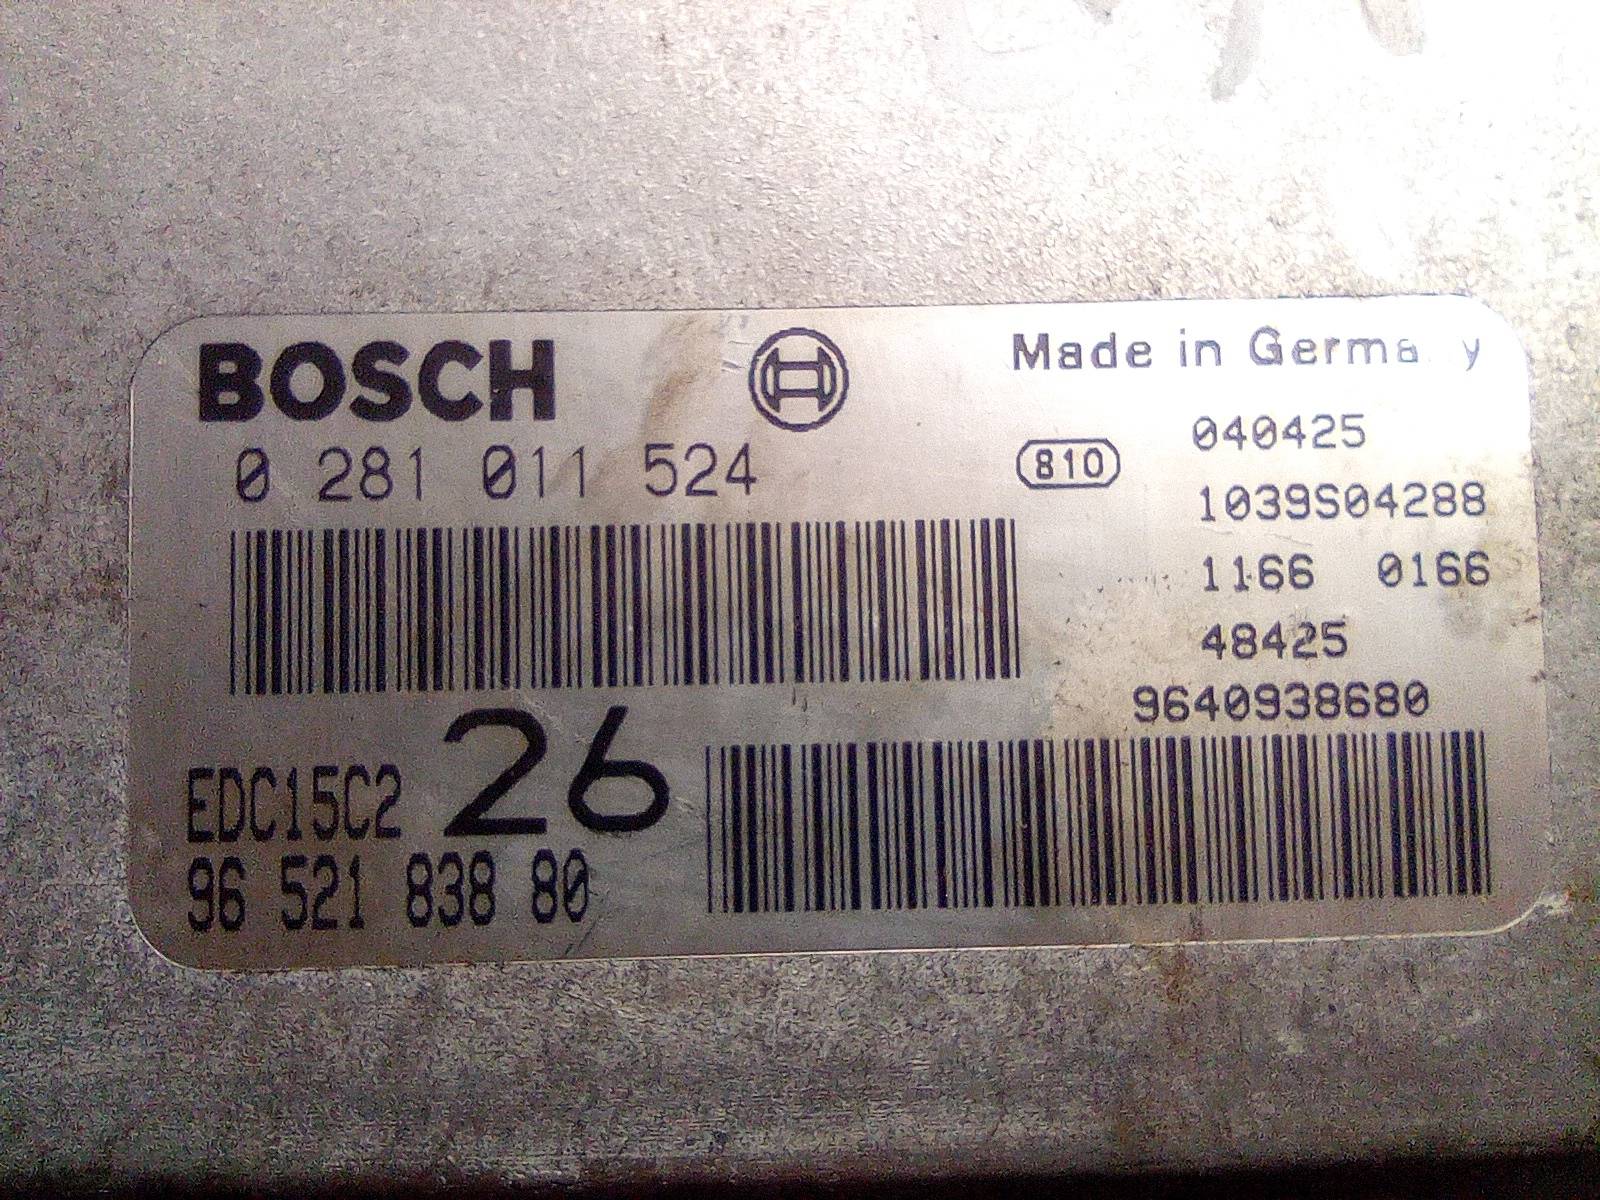 BOSCH
Made in Germa y
0 281 011 524
810
040425
1039S04288
1166 0166
48425
9640938680
EDC15C2 26
96 521 838 80